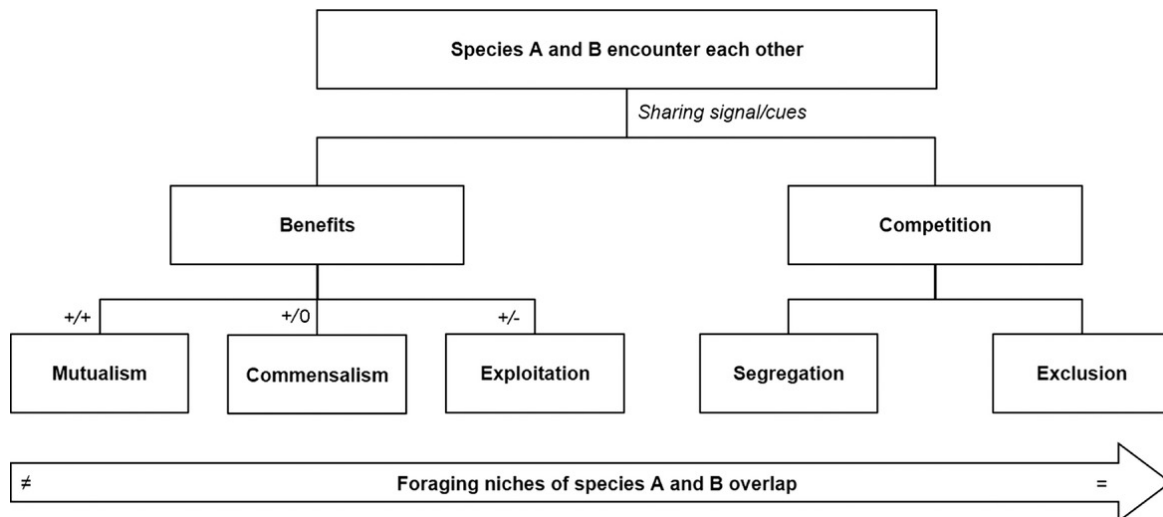 Species A and B encounter each other
Sharing signal/cues
Benefits
Competition
+/+
+/0
+/-
Mutualism
Commensalism
Exploitation
Segregation
Exclusion
≠ Foraging niches of species A and B overlap =